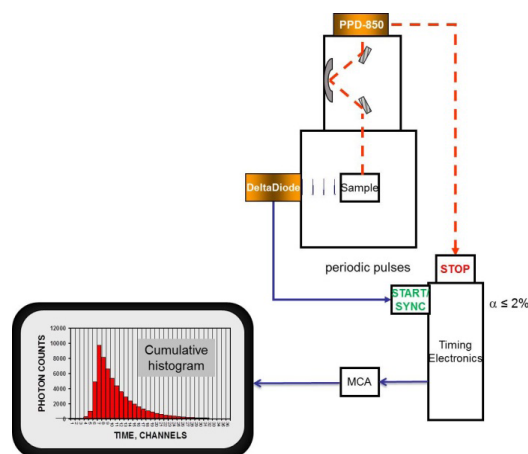 PPD-850
DeltaDiode
Sample
periodic pulses
STOP
START/
SYNC
α ≤ 2%
Timing
Electronics
MCA
Cumulative
histogram
PHOTON COUNTS
12000
10000
8000
6000
4000
2000
0
TIME, CHANNELS